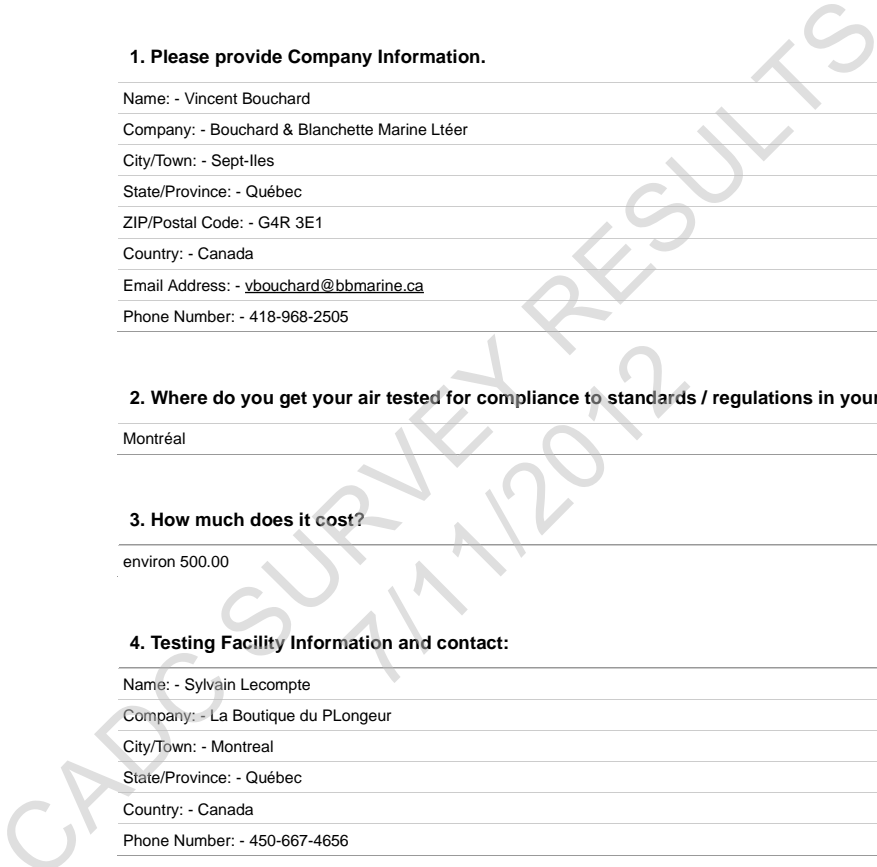 1. Please provide Company Information.
Name: - Vincent Bouchard
Company: - Bouchard & Blanchette Marine Ltéer
City/Town: - Sept-Iles
State/Province: - Québec
ZIP/Postal Code: - G4R 3E1
Country: - Canada
Email Address: - vbouchard@bbmarine.ca
Phone Number: - 418-968-2505
2. Where do you get your air tested for compliance to standards / regulations in your
Montréal
3. How much does it cost?
environ 500.00
4. Testing Facility Information and contact:
Name: - Sylvain Lecompte
Company: - La Boutique du PLongeur
City/Town: - Montreal
State/Province: - Québec
Country: - Canada
Phone Number: - 450-667-4656
CADC SURVEY RESULTS
7/11/2012